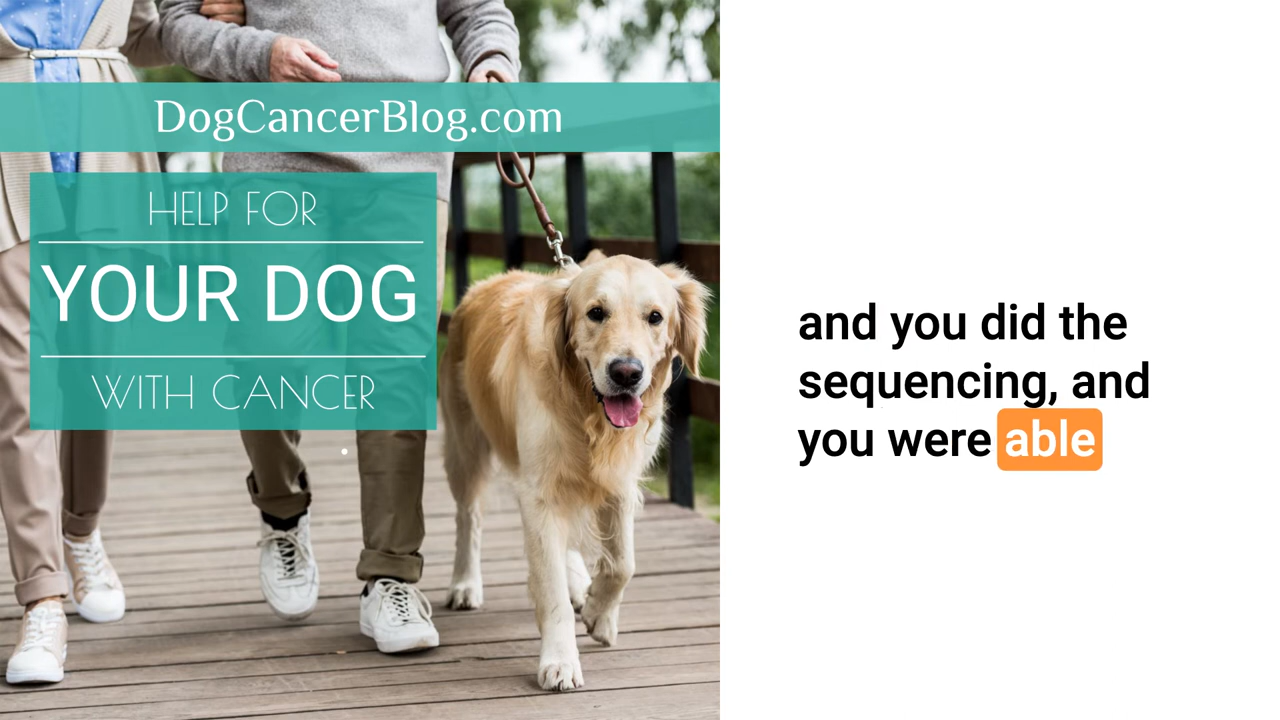 DogCancerBlog.com
HELP FOR
YOUR DOG
WITH CANCER
and you did the
sequencing, and
you were able